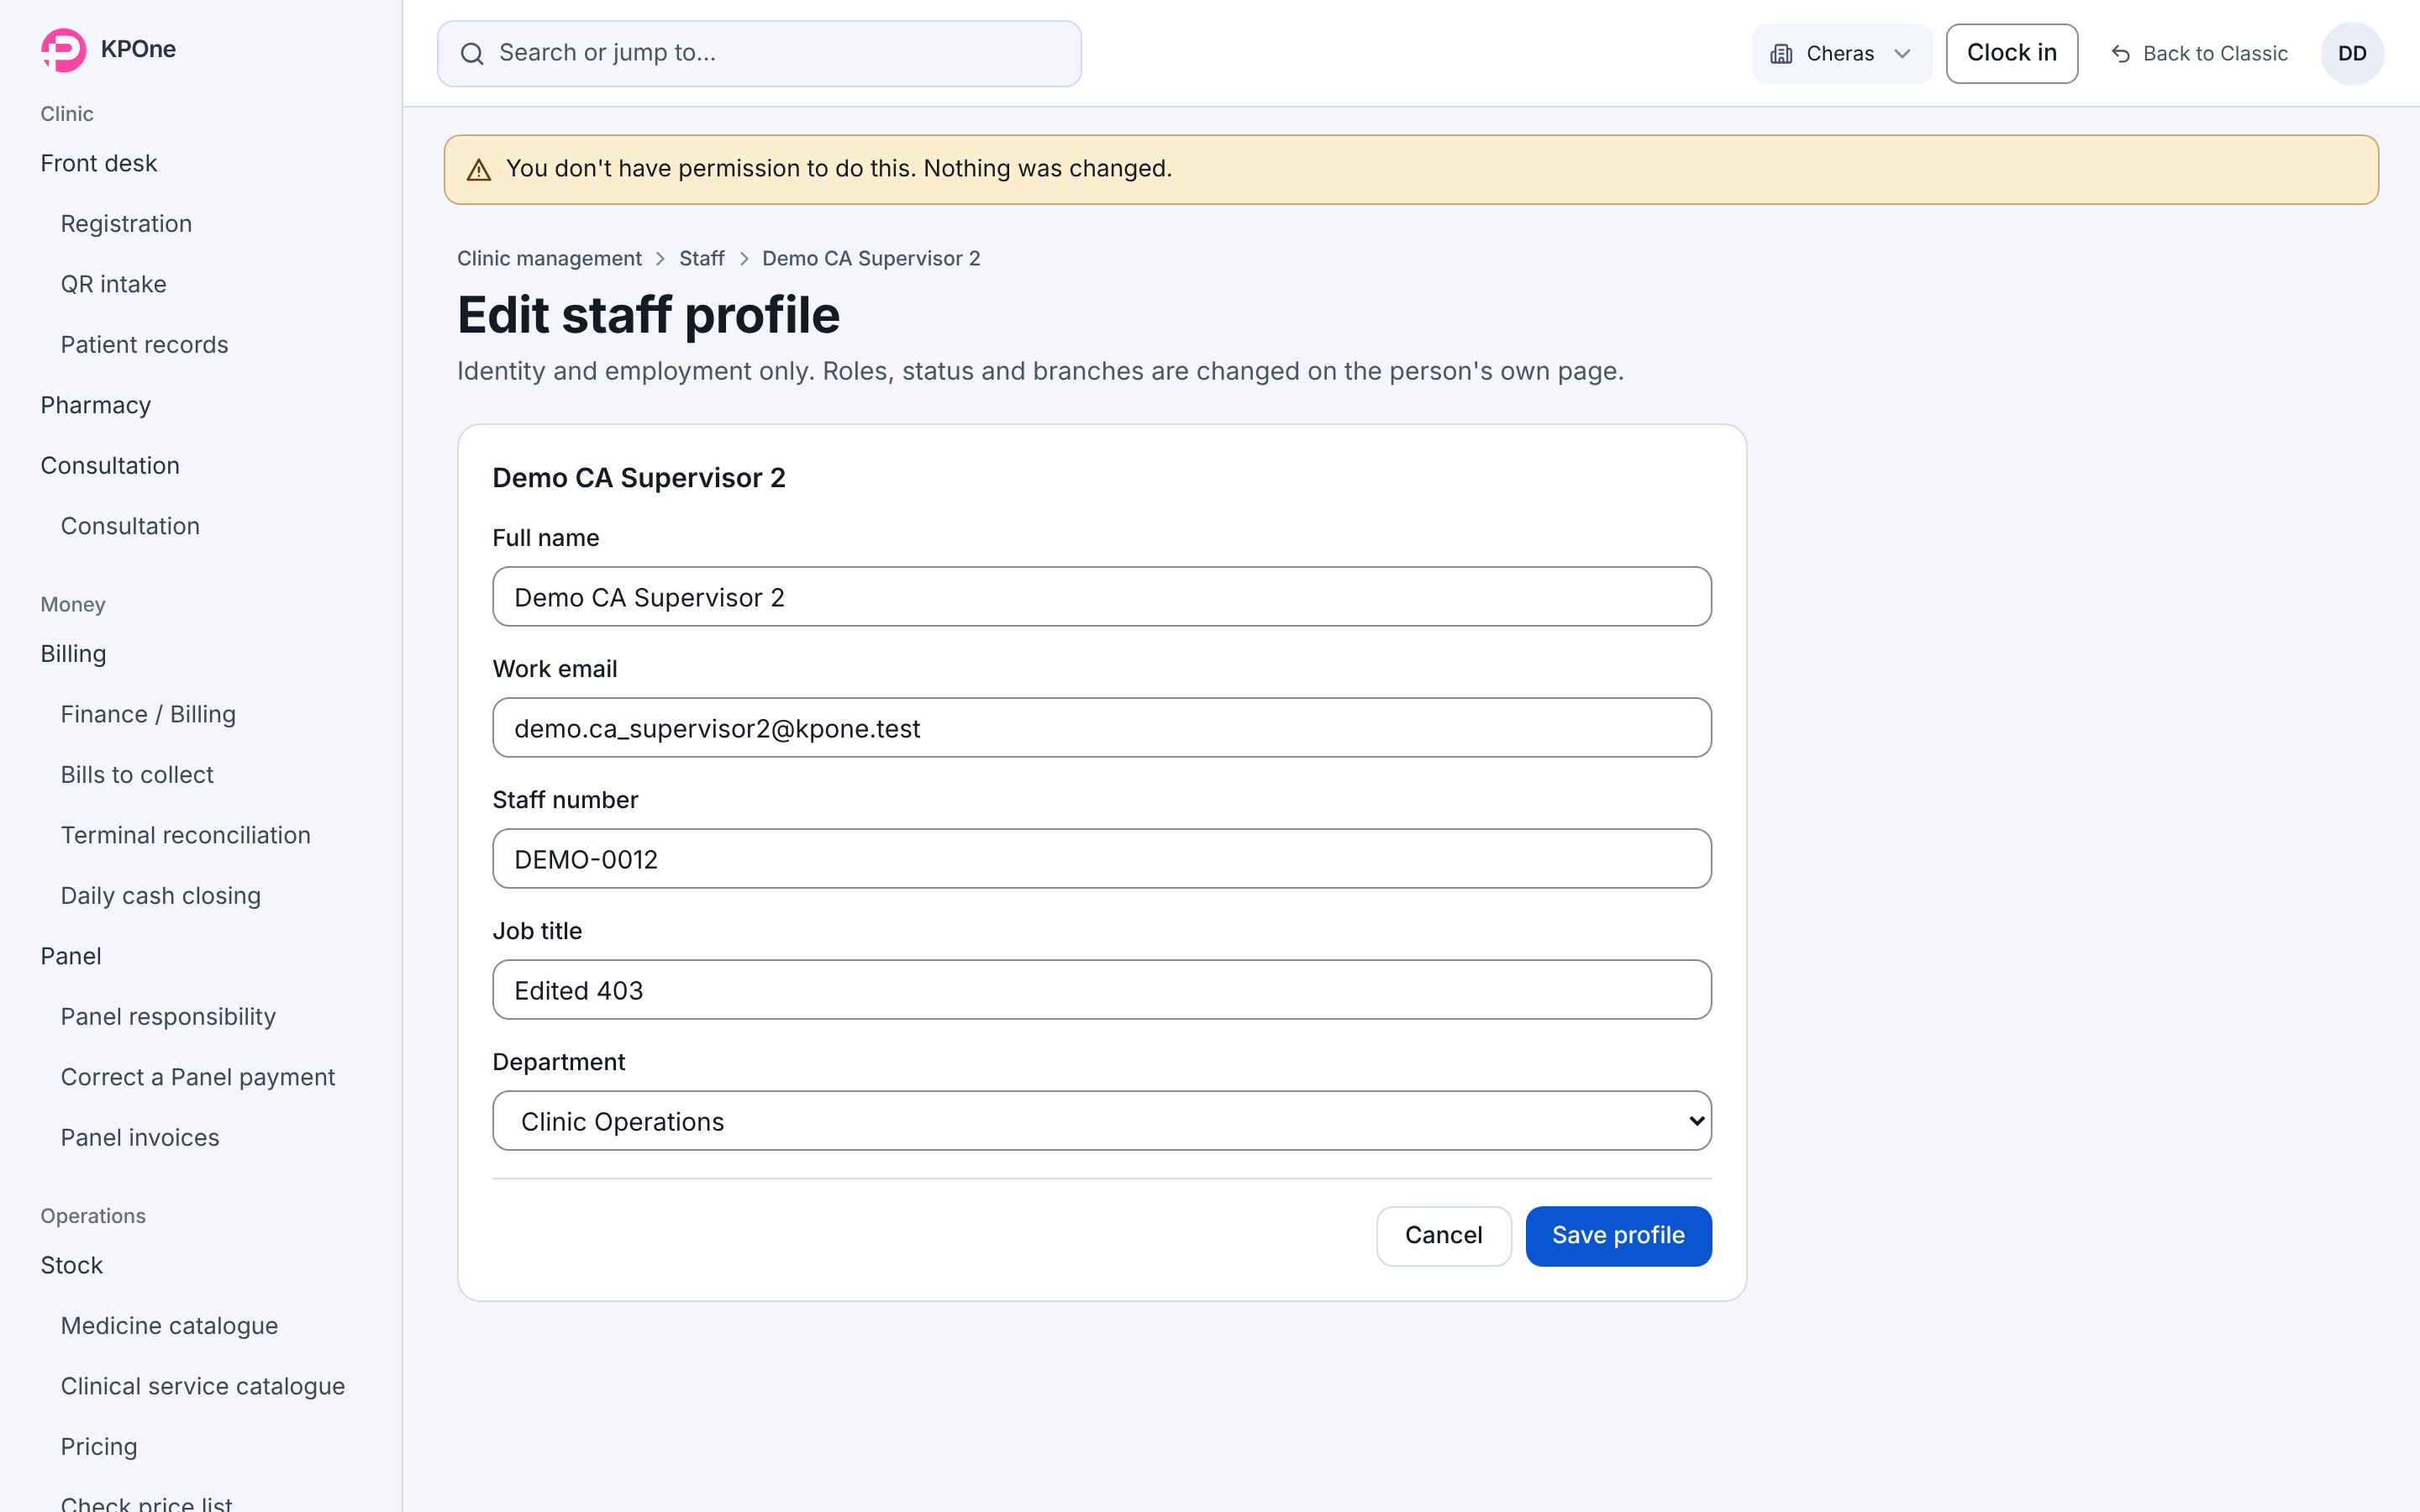 KPOne
Clinic
Front desk
Registration
QR intake
Patient records
Pharmacy
Consultation
Consultation
Money
Billing
Finance / Billing
Bills to collect
Terminal reconciliation
Daily cash closing
Panel
Panel responsibility
Correct a Panel payment
Panel invoices
Operations
Stock
Medicine catalogue
Clinical service catalogue
Pricing
Check price list
Search or jump to...
Cheras
Clock in
Back to Classic
DD
You don't have permission to do this. Nothing was changed.
Clinic management > Staff > Demo CA Supervisor 2
Edit staff profile
Identity and employment only. Roles, status and branches are changed on the person's own page.
Demo CA Supervisor 2
Full name
Demo CA Supervisor 2
Work email
demo.ca_supervisor2@kpone.test
Staff number
DEMO-0012
Job title
Edited 403
Department
Clinic Operations
Cancel
Save profile